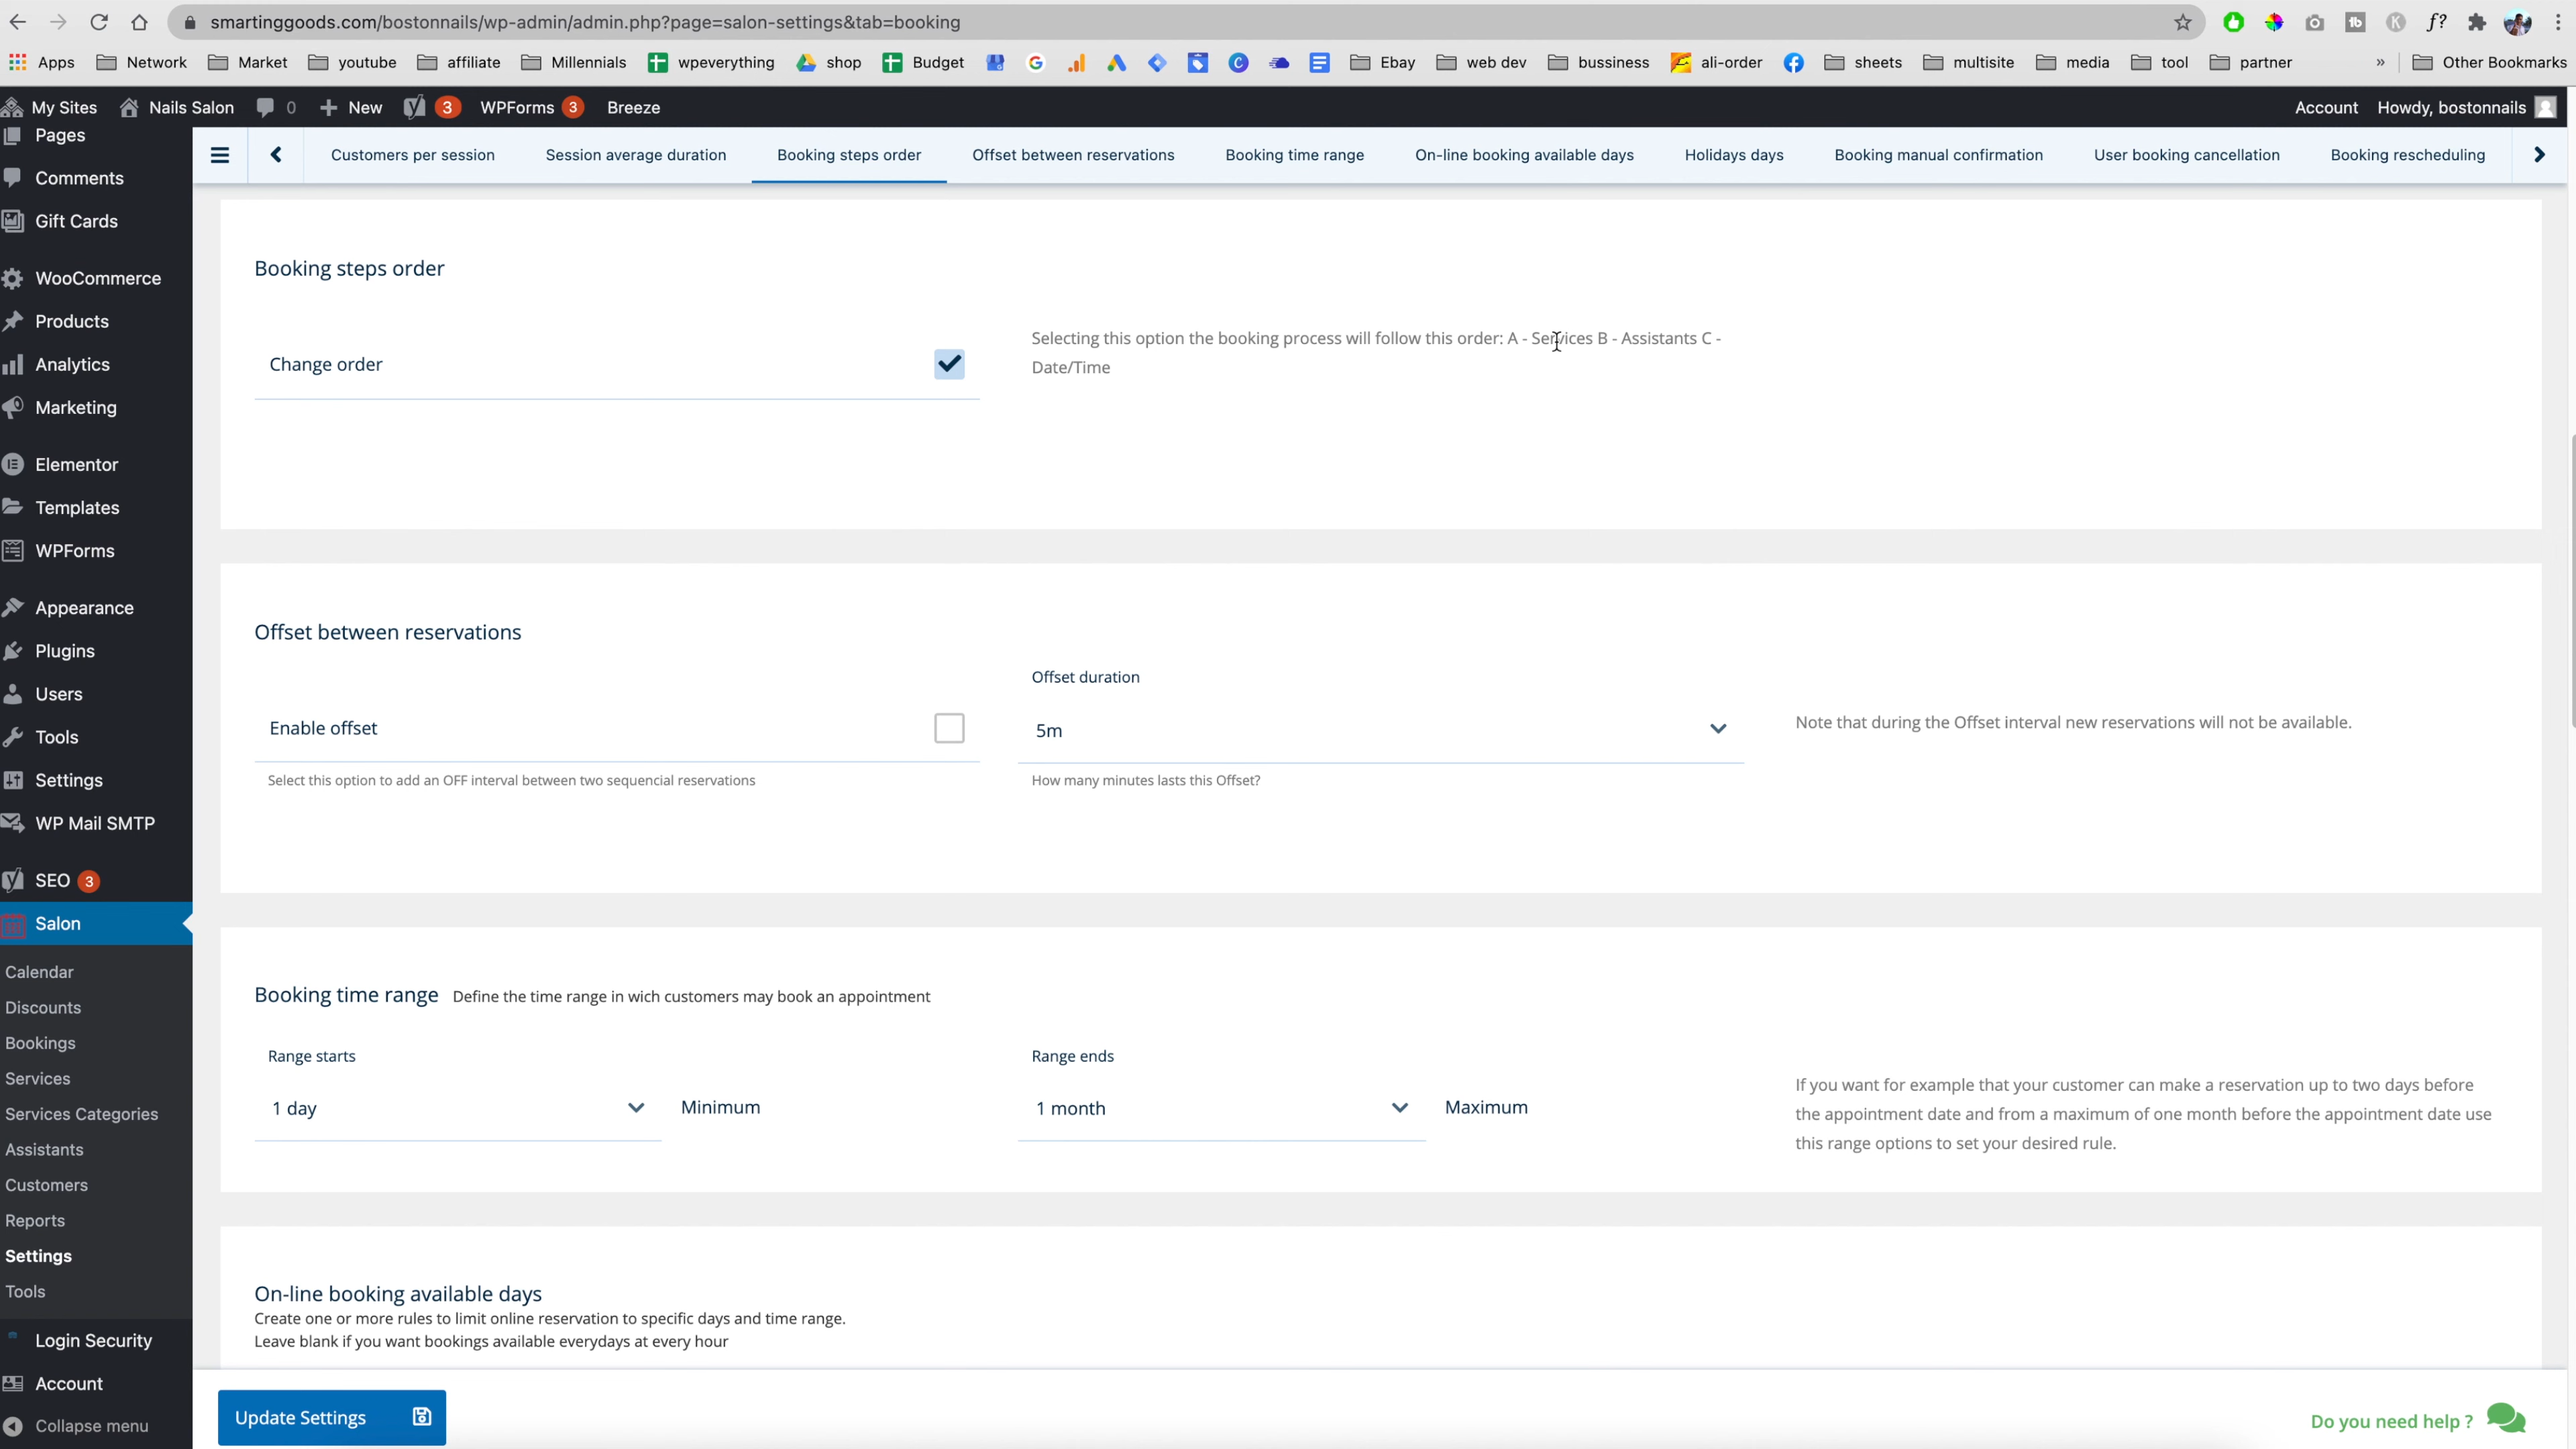 smartinggoods.com/bostonnails/wp-admin/admin.php?page=salon-settings&tab=booking
Apps Network Market youtube affiliate Millennials wpeverything shop Budget Ebay web dev bussiness ali-order sheets multisite media tool partner » Other Bookmarks
My Sites Nails Salon 0 New 3 WPForms 3 Breeze Account Howdy, bostonnails
Pages
Comments
Gift Cards
WooCommerce
Products
Analytics
Marketing
Elementor
Templates
WPForms
Appearance
Plugins
Users
Tools
Settings
WP Mail SMTP
SEO 3
Salon
Calendar
Discounts
Bookings
Services
Services Categories
Assistants
Customers
Reports
Settings
Tools
Login Security
Account
Collapse menu
Customers per session Session average duration Booking steps order Offset between reservations Booking time range On-line booking available days Holidays days Booking manual confirmation User booking cancellation Booking rescheduling
Booking steps order
Change order
Selecting this option the booking process will follow this order: A - Services B - Assistants C -
Date/Time
Offset between reservations
Enable offset
Select this option to add an OFF interval between two sequencial reservations
Offset duration
5m
How many minutes lasts this Offset?
Note that during the Offset interval new reservations will not be available.
Booking time range Define the time range in wich customers may book an appointment
Range starts
1 day Minimum
Range ends
1 month Maximum
If you want for example that your customer can make a reservation up to two days before
the appointment date and from a maximum of one month before the appointment date use
this range options to set your desired rule.
On-line booking available days
Create one or more rules to limit online reservation to specific days and time range.
Leave blank if you want bookings available everydays at every hour
Update Settings
Do you need help ?